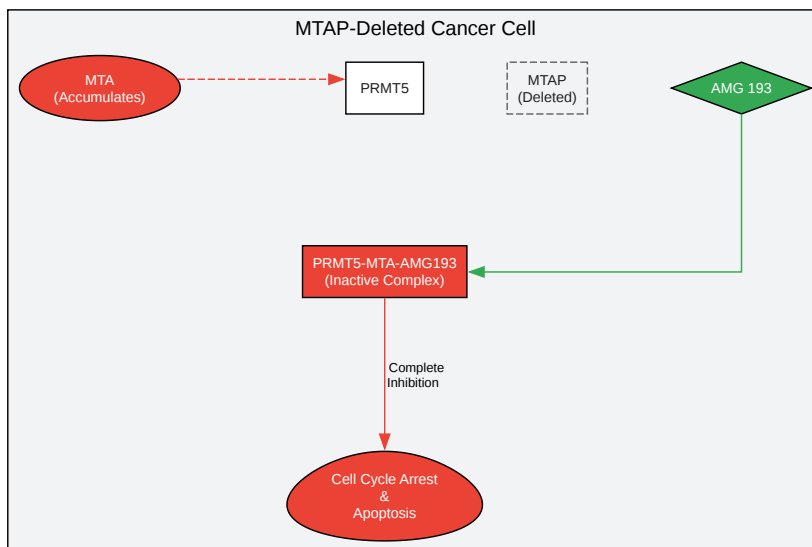 MTAP-Deleted Cancer Cell
MTA
(Accumulates)
PRMT5
MTAP
(Deleted)
AMG 193
PRMT5-MTA-AMG193
(Inactive Complex)
Complete
Inhibition
Cell Cycle Arrest
&
Apoptosis